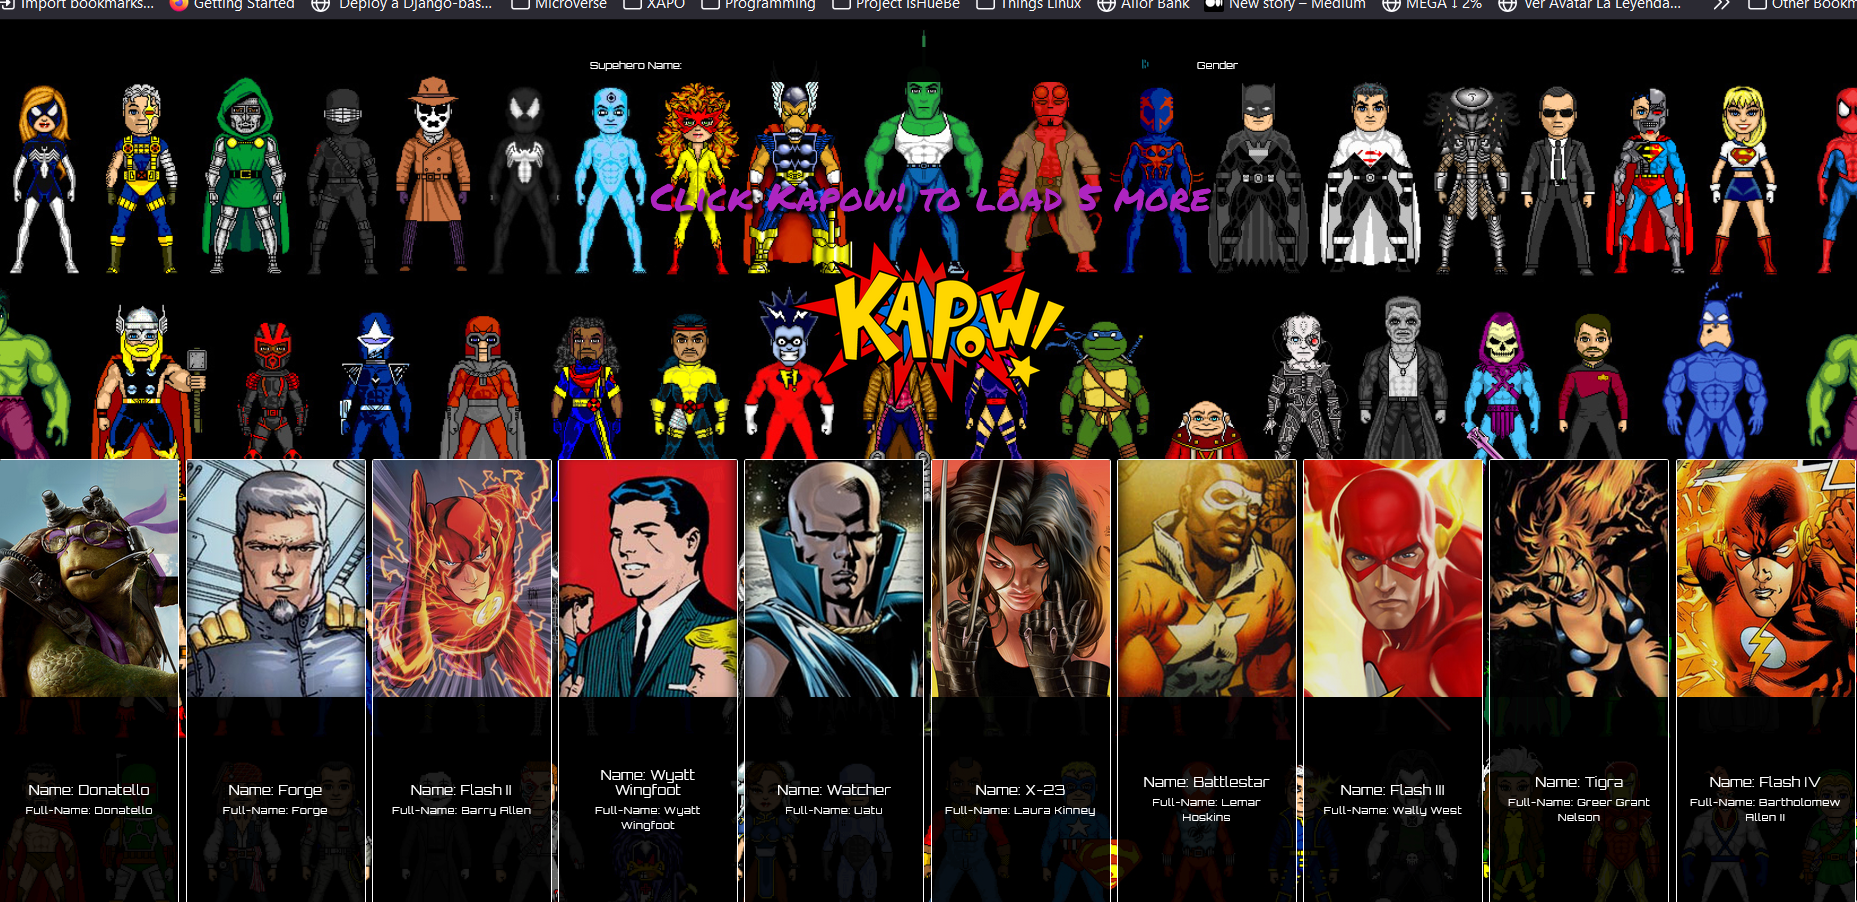 Import bookmarks...
Getting Started
Deploy a Django-bas...
Microverse
XAPO
Programming
Project IsHueBe
Things Linux
Alior Bank
New story – Medium
MEGA ↓ 2%
Ver Avatar La Leyenda...
Other Bookm
Supehero Name:
Gender
Click Kapow! to load 5 more
KAPOW!
Name: Donatello
Full-Name: Donatello
Name: Forge
Full-Name: Forge
Name: Flash II
Full-Name: Barry Allen
Name: Wyatt
Wingfoot
Full-Name: Wyatt
Wingfoot
Name: Watcher
Full-Name: Uatu
Name: X-23
Full-Name: Laura Kinney
Name: Battlestar
Full-Name: Lemar
Hoskins
Name: Flash III
Full-Name: Wally West
Name: Tigra
Full-Name: Greer Grant
Nelson
Name: Flash IV
Full-Name: Bartholomew
Allen II